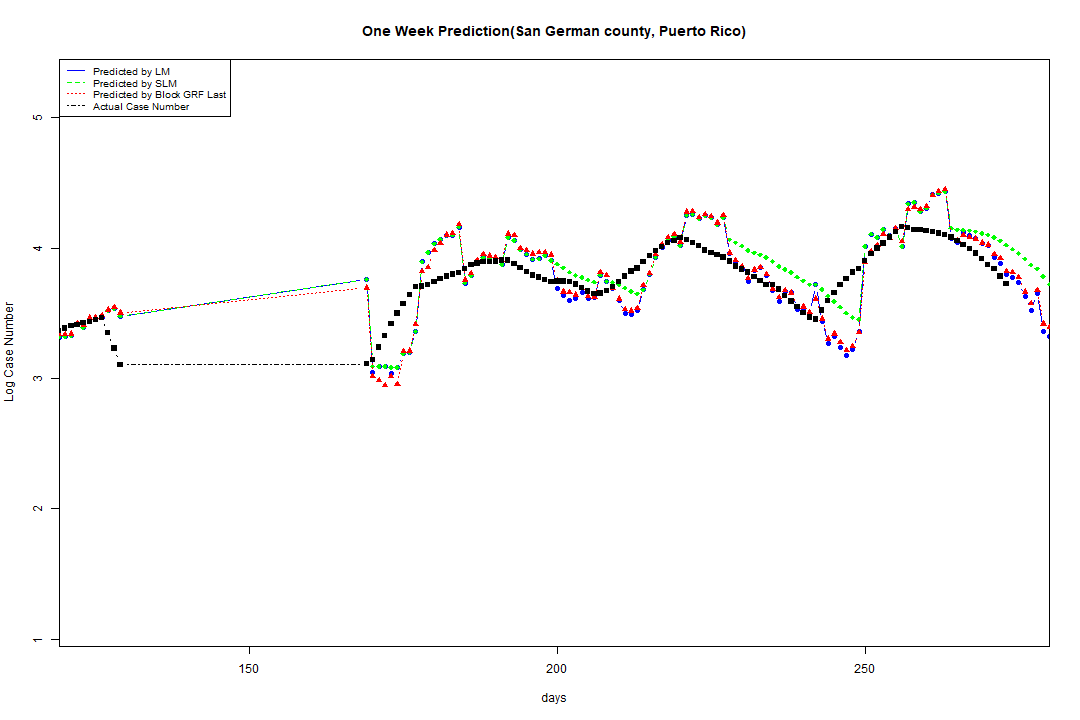 One Week Prediction(San German county, Puerto Rico)
Predicted by LM
Predicted by SLM
Predicted by Block GRF Last
Actual Case Number
5
4
3
2
1
Log Case Number
150 200 250
days